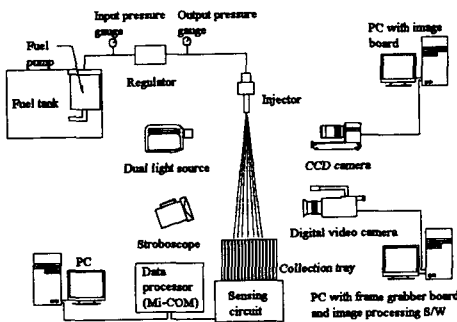 Input pressure
gauge
Output pressure
gauge
PC with image
board
Fuel
pump
Fuel tank
Regulator
Injector
Dual light source
CCD camera
Stroboscope
Digital video camera
PC
Data
processor
(Mi-COM)
Collection tray
Sensing
circuit
PC with frame grabber board
and image processing S/W